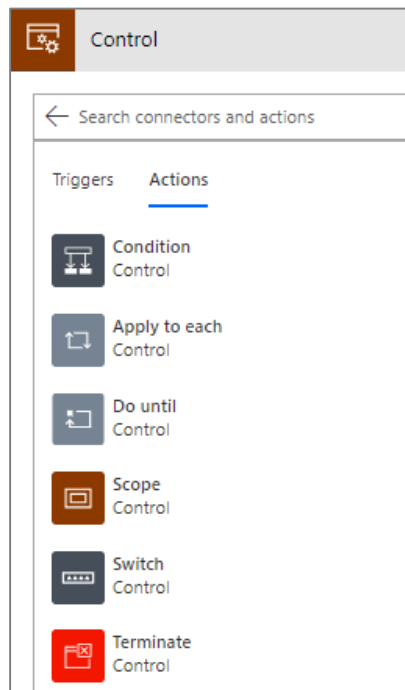 Control
Search connectors and actions
Triggers Actions
Condition
Control
Apply to each
Control
Do until
Control
Scope
Control
Switch
Control
Terminate
Control